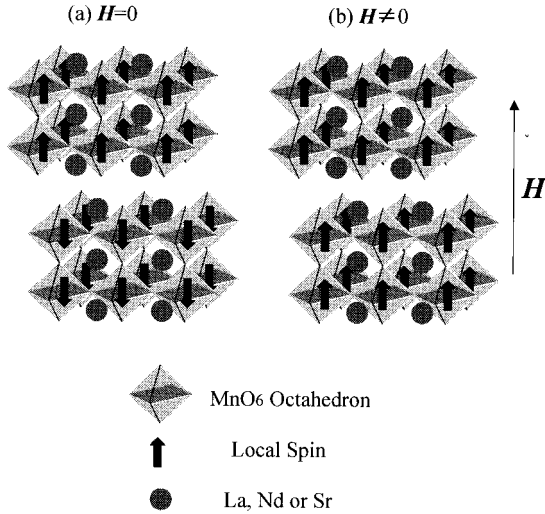 (a) H=0
(b) H≠0
H
MnO6 Octahedron
Local Spin
La, Nd or Sr